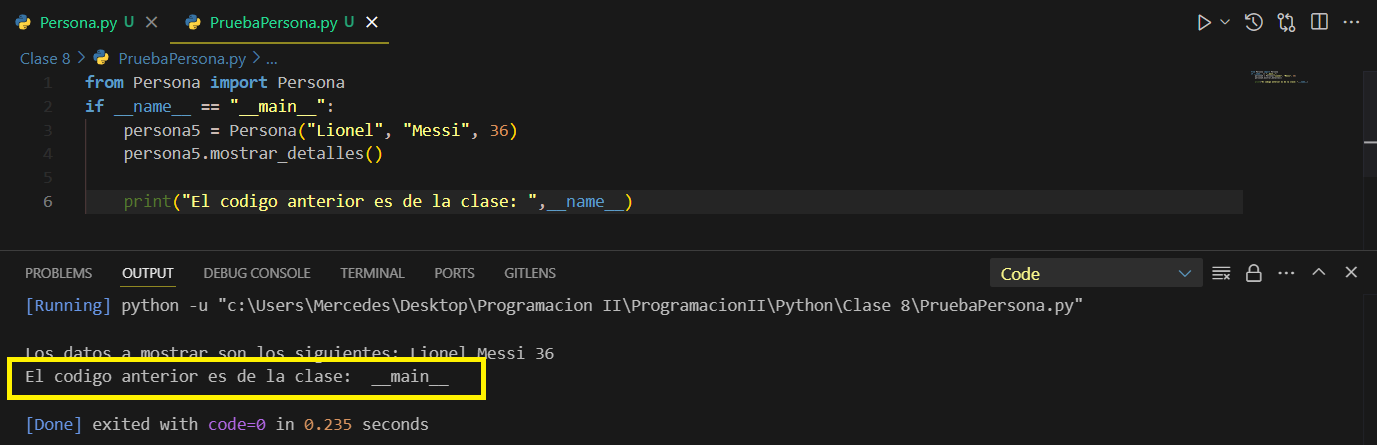 Persona.py U
PruebaPersona.py U
Clase 8 > PruebaPersona.py > ...
1 from Persona import Persona
2 if __name__ == "__main__":
3 persona5 = Persona("Lionel", "Messi", 36)
4 persona5.mostrar_detalles()
5
6 print("El codigo anterior es de la clase: ",__name__)
PROBLEMS OUTPUT DEBUG CONSOLE TERMINAL PORTS GITLENS
Code
[Running] python -u "c:\Users\Mercedes\Desktop\Programacion II\ProgramacionII\Python\Clase 8\PruebaPersona.py"
Los datos a mostrar son los siguientes: Lionel Messi 36
El codigo anterior es de la clase:  __main__
[Done] exited with code=0 in 0.235 seconds